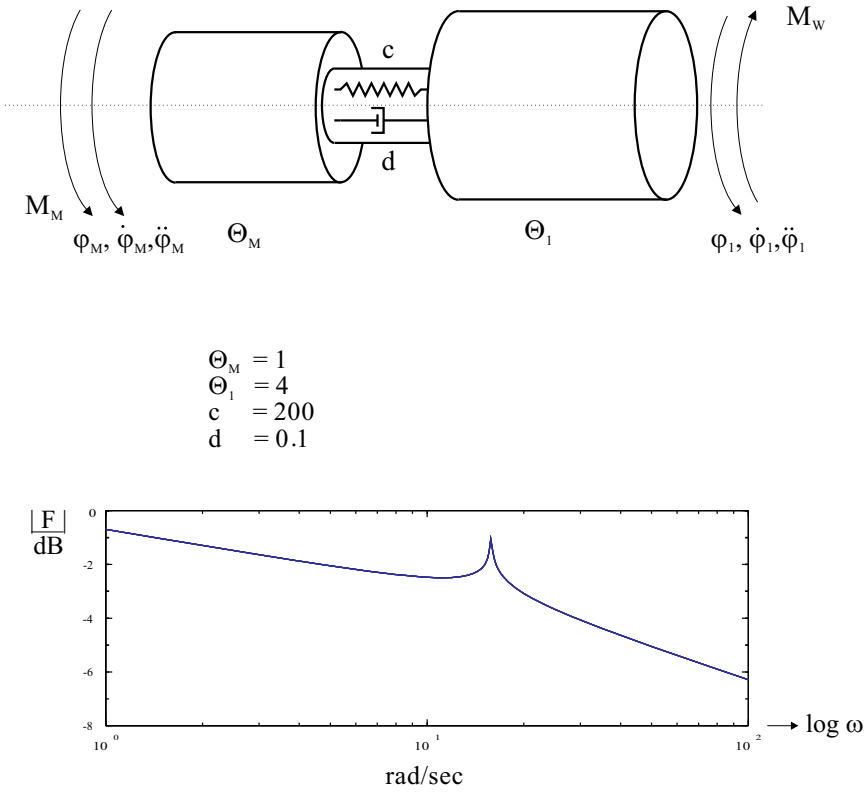 M_W
c
d
M_M
φ_M, φ̇_M, φ̈_M
Θ_M
Θ_1
φ_1, φ̇_1, φ̈_1
Θ_M = 1
Θ_1 = 4
c = 200
d = 0.1
|F|
dB
0
-2
-4
-6
-8
10^0
10^1
10^2
log ω
rad/sec